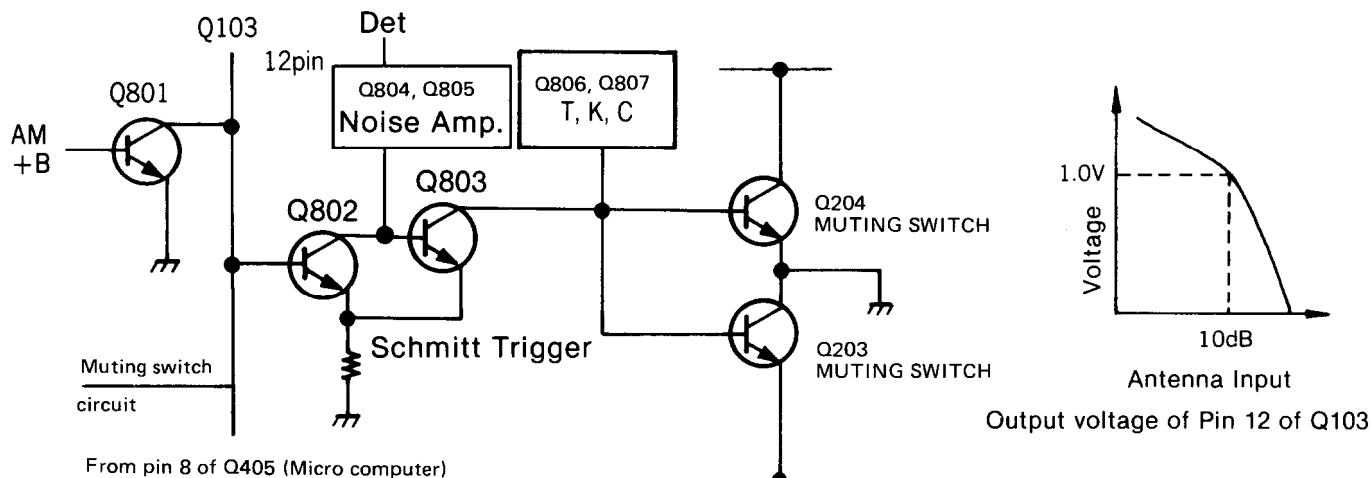 Q103
Det
12pin
Q801
Q804, Q805
Noise Amp.
Q806, Q807
T, K, C
AM
+B
Q802
Q803
Q204
MUTING SWITCH
Schmitt Trigger
Q203
MUTING SWITCH
Muting switch
circuit
From pin 8 of Q405 (Micro computer)
1.0V
Voltage
10dB
Antenna Input
Output voltage of Pin 12 of Q103